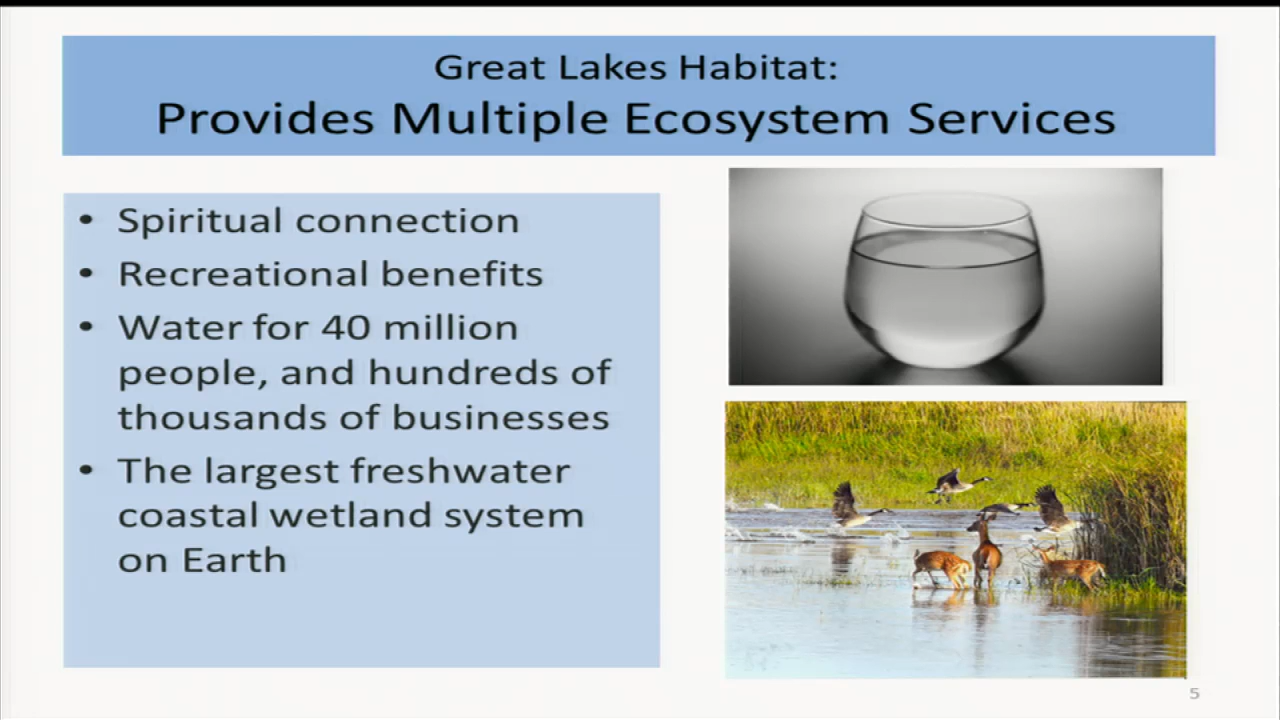 Great Lakes Habitat:
Provides Multiple Ecosystem Services
• Spiritual connection
• Recreational benefits
• Water for 40 million
people, and hundreds of
thousands of businesses
• The largest freshwater
coastal wetland system
on Earth
5